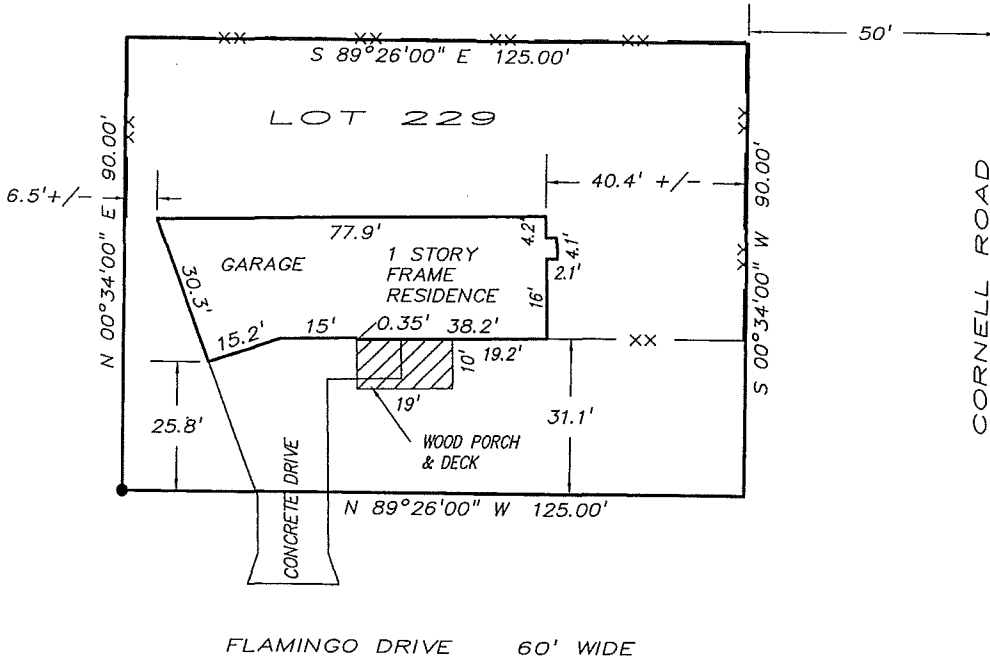 50'
S 89°26'00" E 125.00'
LOT 229
N 00°34'00" E 90.00'
S 00°34'00" W 90.00'
CORNELL ROAD
6.5'+/-
40.4' +/-
77.9'
4.2'
4.1'
2.1'
16'
GARAGE
1 STORY
FRAME
RESIDENCE
30.3'
15.2'
15'
0.35'
38.2'
19.2'
10'
19'
25.8'
31.1'
WOOD PORCH
& DECK
CONCRETE DRIVE
N 89°26'00" W 125.00'
FLAMINGO DRIVE 60' WIDE